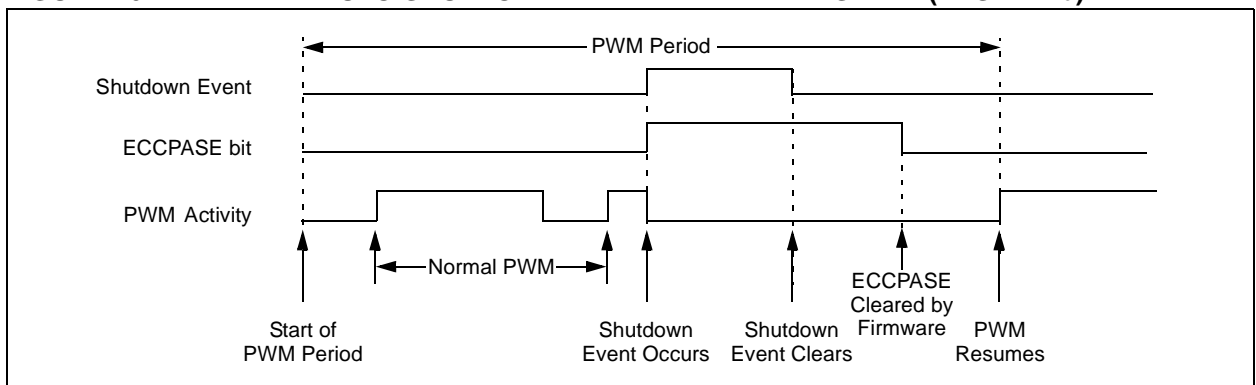 PWM Period
Shutdown Event
ECCPASE bit
PWM Activity
Normal PWM
Start of
PWM Period
Shutdown
Event Occurs
Shutdown
Event Clears
ECCPASE
Cleared by
Firmware
PWM
Resumes